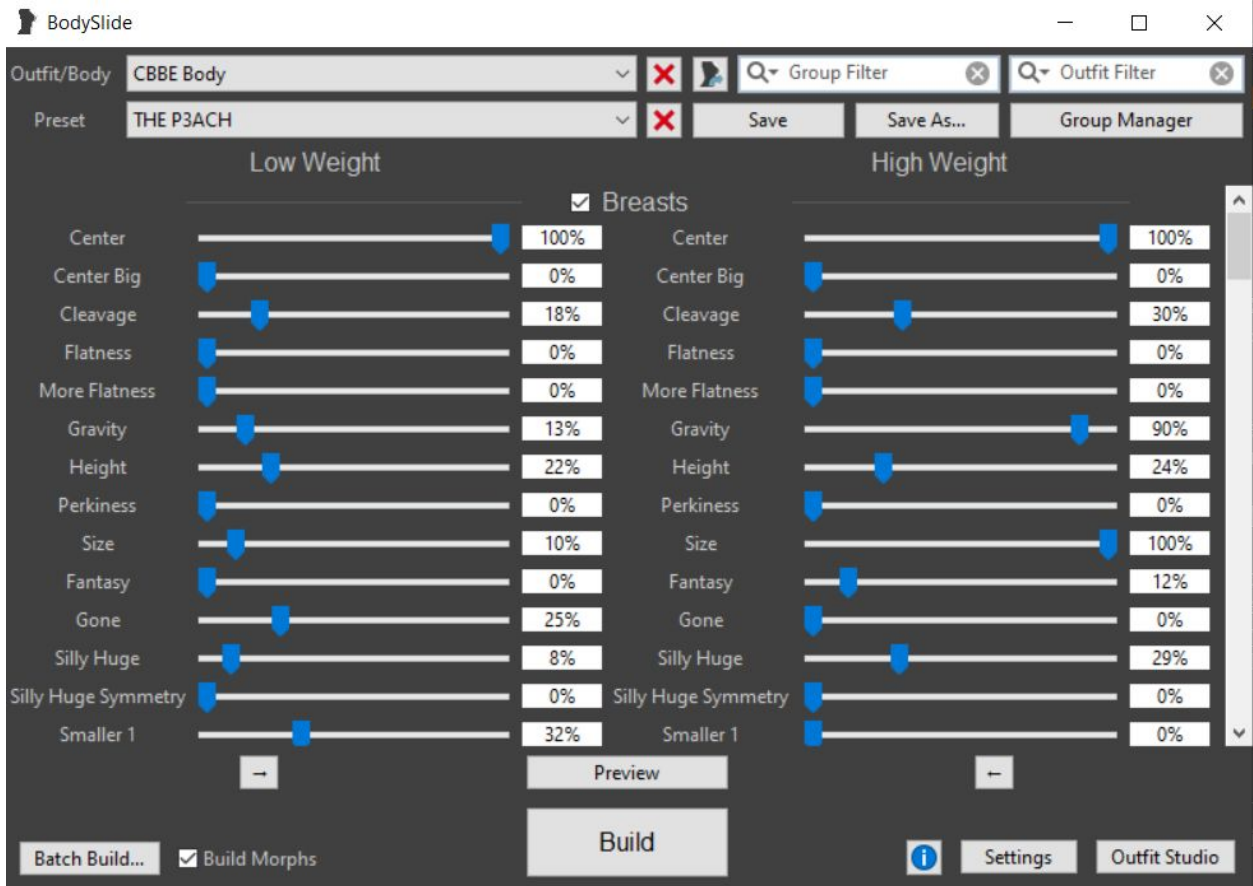 BodySlide
Outfit/Body CBBE Body Group Filter Outfit Filter
Preset THE P3ACH Save Save As... Group Manager
Low Weight High Weight
Breasts
Center 100% Center 100%
Center Big 0% Center Big 0%
Cleavage 18% Cleavage 30%
Flatness 0% Flatness 0%
More Flatness 0% More Flatness 0%
Gravity 13% Gravity 90%
Height 22% Height 24%
Perkiness 0% Perkiness 0%
Size 10% Size 100%
Fantasy 0% Fantasy 12%
Gone 25% Gone 0%
Silly Huge 8% Silly Huge 29%
Silly Huge Symmetry 0% Silly Huge Symmetry 0%
Smaller 1 32% Smaller 1 0%
→ Preview ←
Batch Build... Build Morphs Build Settings Outfit Studio